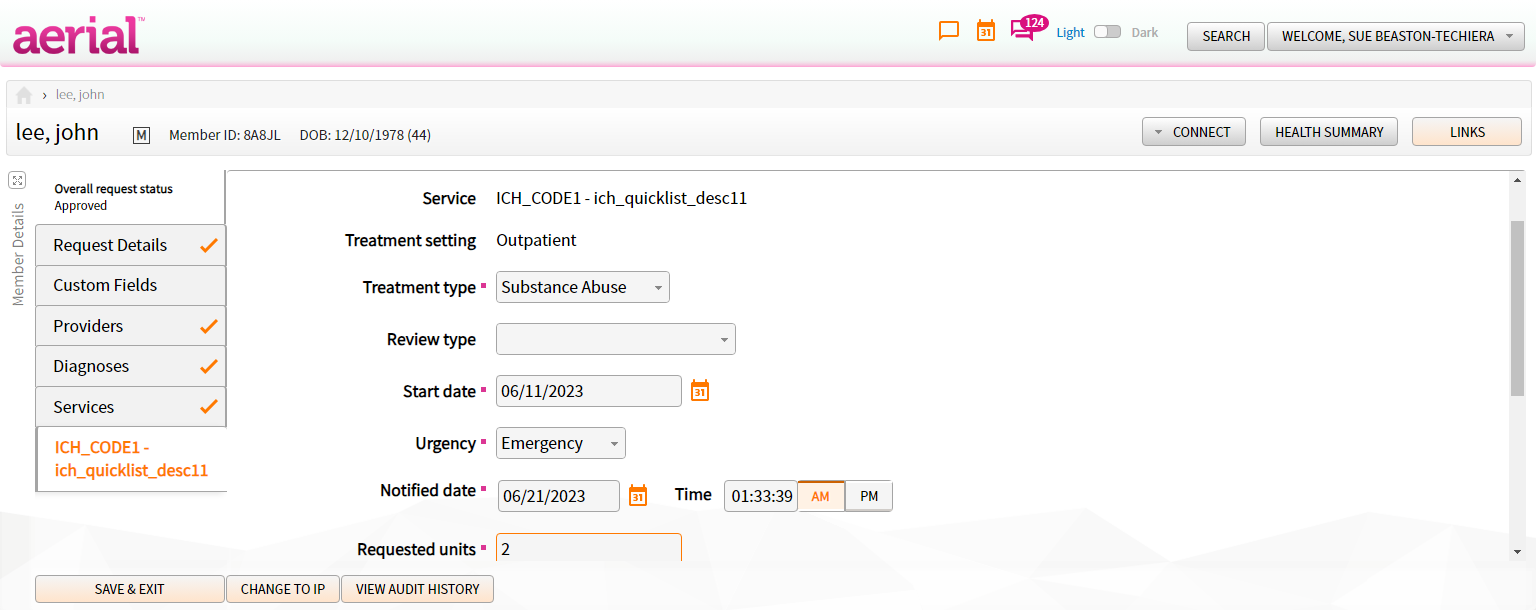 aerial™
31
124
Light
Dark
SEARCH
WELCOME, SUE BEASTON-TECHIERA
› lee, john
lee, john
M
Member ID: 8A8JL
DOB: 12/10/1978 (44)
CONNECT
HEALTH SUMMARY
LINKS
Member Details
Overall request status
Approved
Request Details
Custom Fields
Providers
Diagnoses
Services
ICH_CODE1 -
ich_quicklist_desc11
Service ICH_CODE1 - ich_quicklist_desc11
Treatment setting Outpatient
Treatment type Substance Abuse
Review type
Start date 06/11/2023 31
Urgency Emergency
Notified date 06/21/2023 31 Time 01:33:39 AM PM
Requested units 2
SAVE & EXIT
CHANGE TO IP
VIEW AUDIT HISTORY